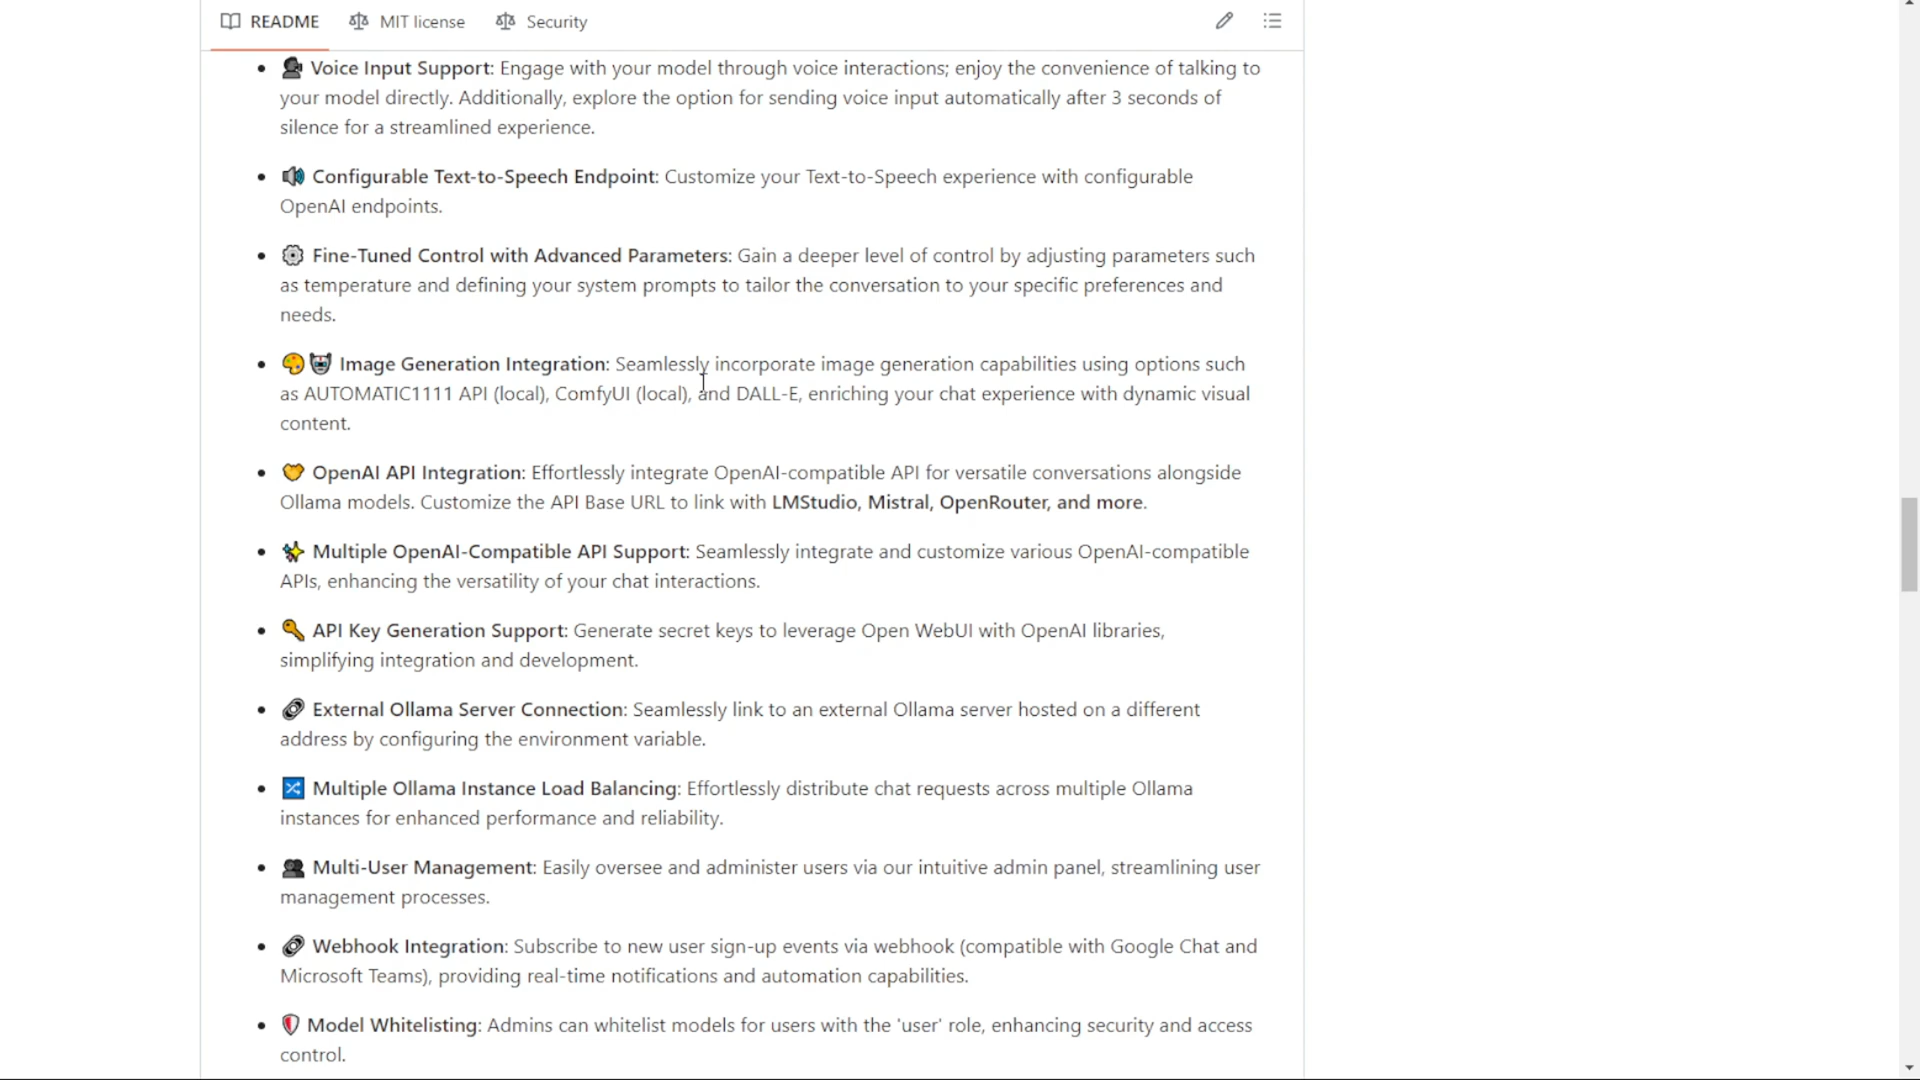 README MIT license Security
Voice Input Support: Engage with your model through voice interactions; enjoy the convenience of talking to
your model directly. Additionally, explore the option for sending voice input automatically after 3 seconds of
silence for a streamlined experience.
Configurable Text-to-Speech Endpoint: Customize your Text-to-Speech experience with configurable
OpenAI endpoints.
Fine-Tuned Control with Advanced Parameters: Gain a deeper level of control by adjusting parameters such
as temperature and defining your system prompts to tailor the conversation to your specific preferences and
needs.
Image Generation Integration: Seamlessly incorporate image generation capabilities using options such
as AUTOMATIC1111 API (local), ComfyUI (local), and DALL-E, enriching your chat experience with dynamic visual
content.
OpenAI API Integration: Effortlessly integrate OpenAI-compatible API for versatile conversations alongside
Ollama models. Customize the API Base URL to link with LMStudio, Mistral, OpenRouter, and more.
Multiple OpenAI-Compatible API Support: Seamlessly integrate and customize various OpenAI-compatible
APIs, enhancing the versatility of your chat interactions.
API Key Generation Support: Generate secret keys to leverage Open WebUI with OpenAI libraries,
simplifying integration and development.
External Ollama Server Connection: Seamlessly link to an external Ollama server hosted on a different
address by configuring the environment variable.
Multiple Ollama Instance Load Balancing: Effortlessly distribute chat requests across multiple Ollama
instances for enhanced performance and reliability.
Multi-User Management: Easily oversee and administer users via our intuitive admin panel, streamlining user
management processes.
Webhook Integration: Subscribe to new user sign-up events via webhook (compatible with Google Chat and
Microsoft Teams), providing real-time notifications and automation capabilities.
Model Whitelisting: Admins can whitelist models for users with the 'user' role, enhancing security and access
control.